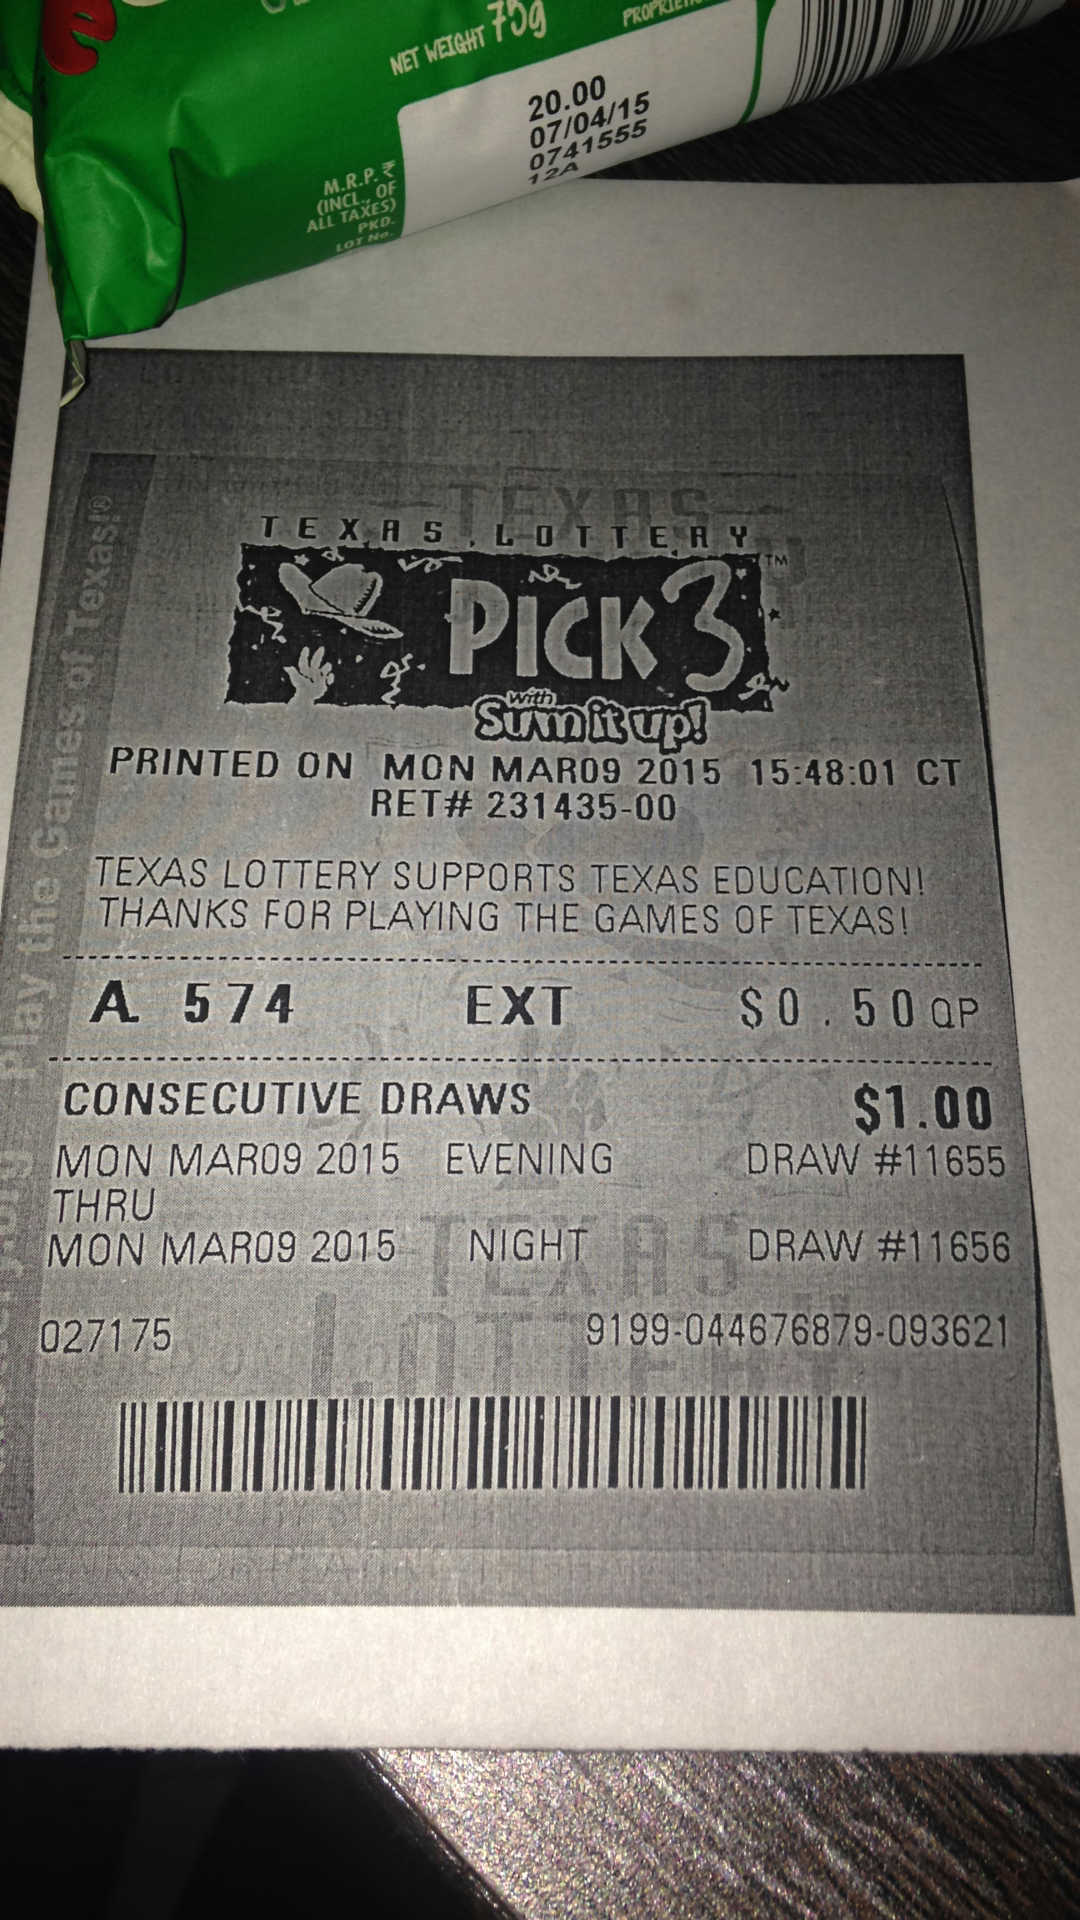 NET WEIGHT 75g
20.00
07/04/15
0741555
12A
M.R.P. ₹
(INCL. OF
ALL TAXES)
PKD.
LOT No.
Play the Games of Texas!®
TEXAS
TEXAS LOTTERY
PICK 3™
with
Sum it up!
PRINTED ON MON MAR09 2015 15:48:01 CT
RET# 231435-00
TEXAS LOTTERY SUPPORTS TEXAS EDUCATION!
THANKS FOR PLAYING THE GAMES OF TEXAS!
A. 574 EXT $0.50 QP
CONSECUTIVE DRAWS $1.00
MON MAR09 2015 EVENING DRAW #11655
THRU
MON MAR09 2015 NIGHT DRAW #11656
TEXAS
LOTTERY
027175 9199-044676879-093621